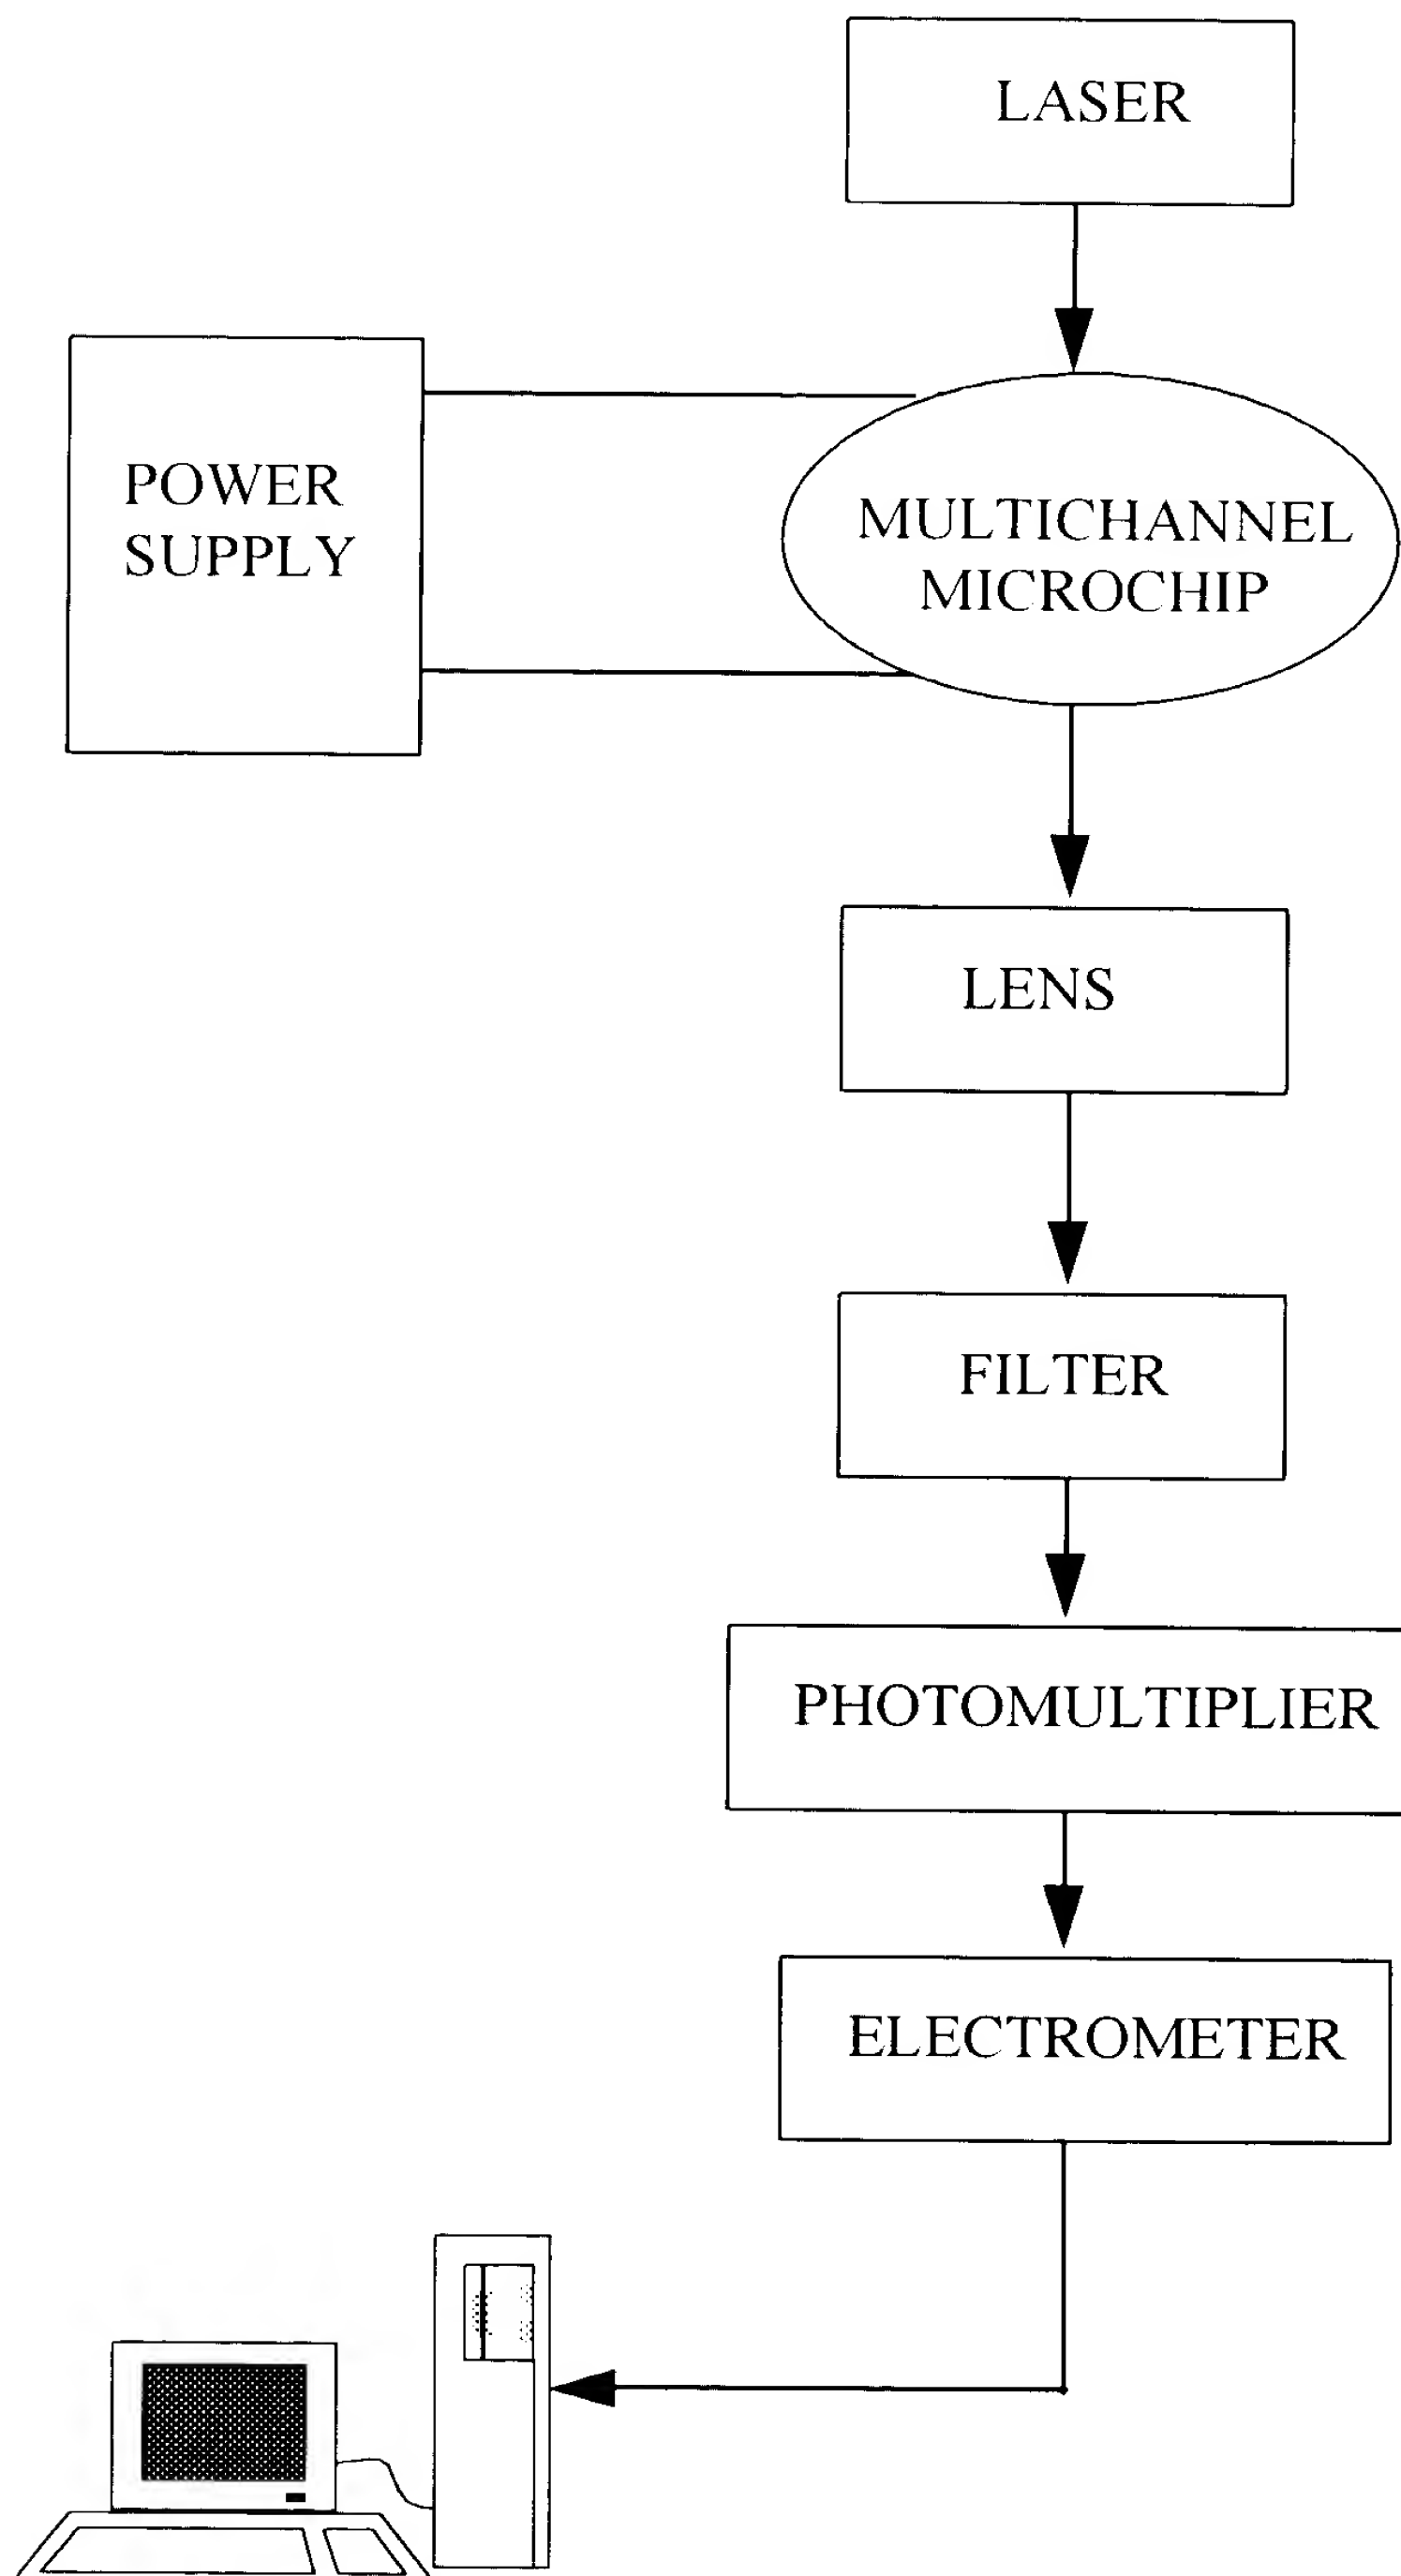 LASER
POWER
SUPPLY
MULTICHANNEL
MICROCHIP
LENS
FILTER
PHOTOMULTIPLIER
ELECTROMETER